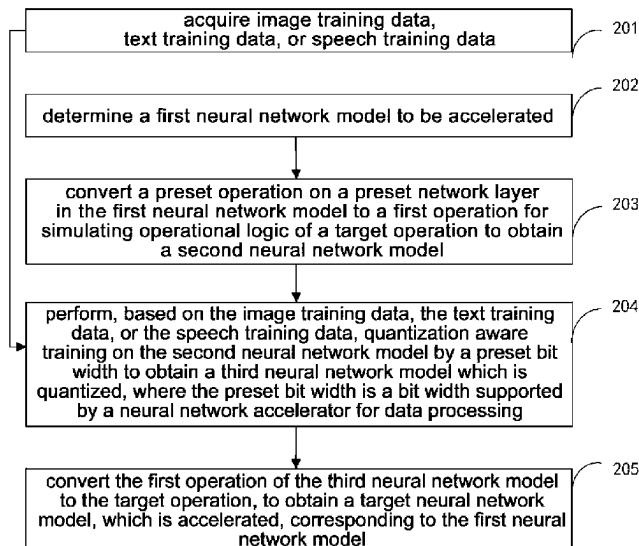 acquire image training data,
text training data, or speech training data
201
202
determine a first neural network model to be accelerated
convert a preset operation on a preset network layer
in the first neural network model to a first operation for
simulating operational logic of a target operation to obtain
a second neural network model
203
perform, based on the image training data, the text training
data, or the speech training data, quantization aware
training on the second neural network model by a preset bit
width to obtain a third neural network model which is
quantized, where the preset bit width is a bit width supported
by a neural network accelerator for data processing
204
convert the first operation of the third neural network model
to the target operation, to obtain a target neural network
model, which is accelerated, corresponding to the first neural
network model
205